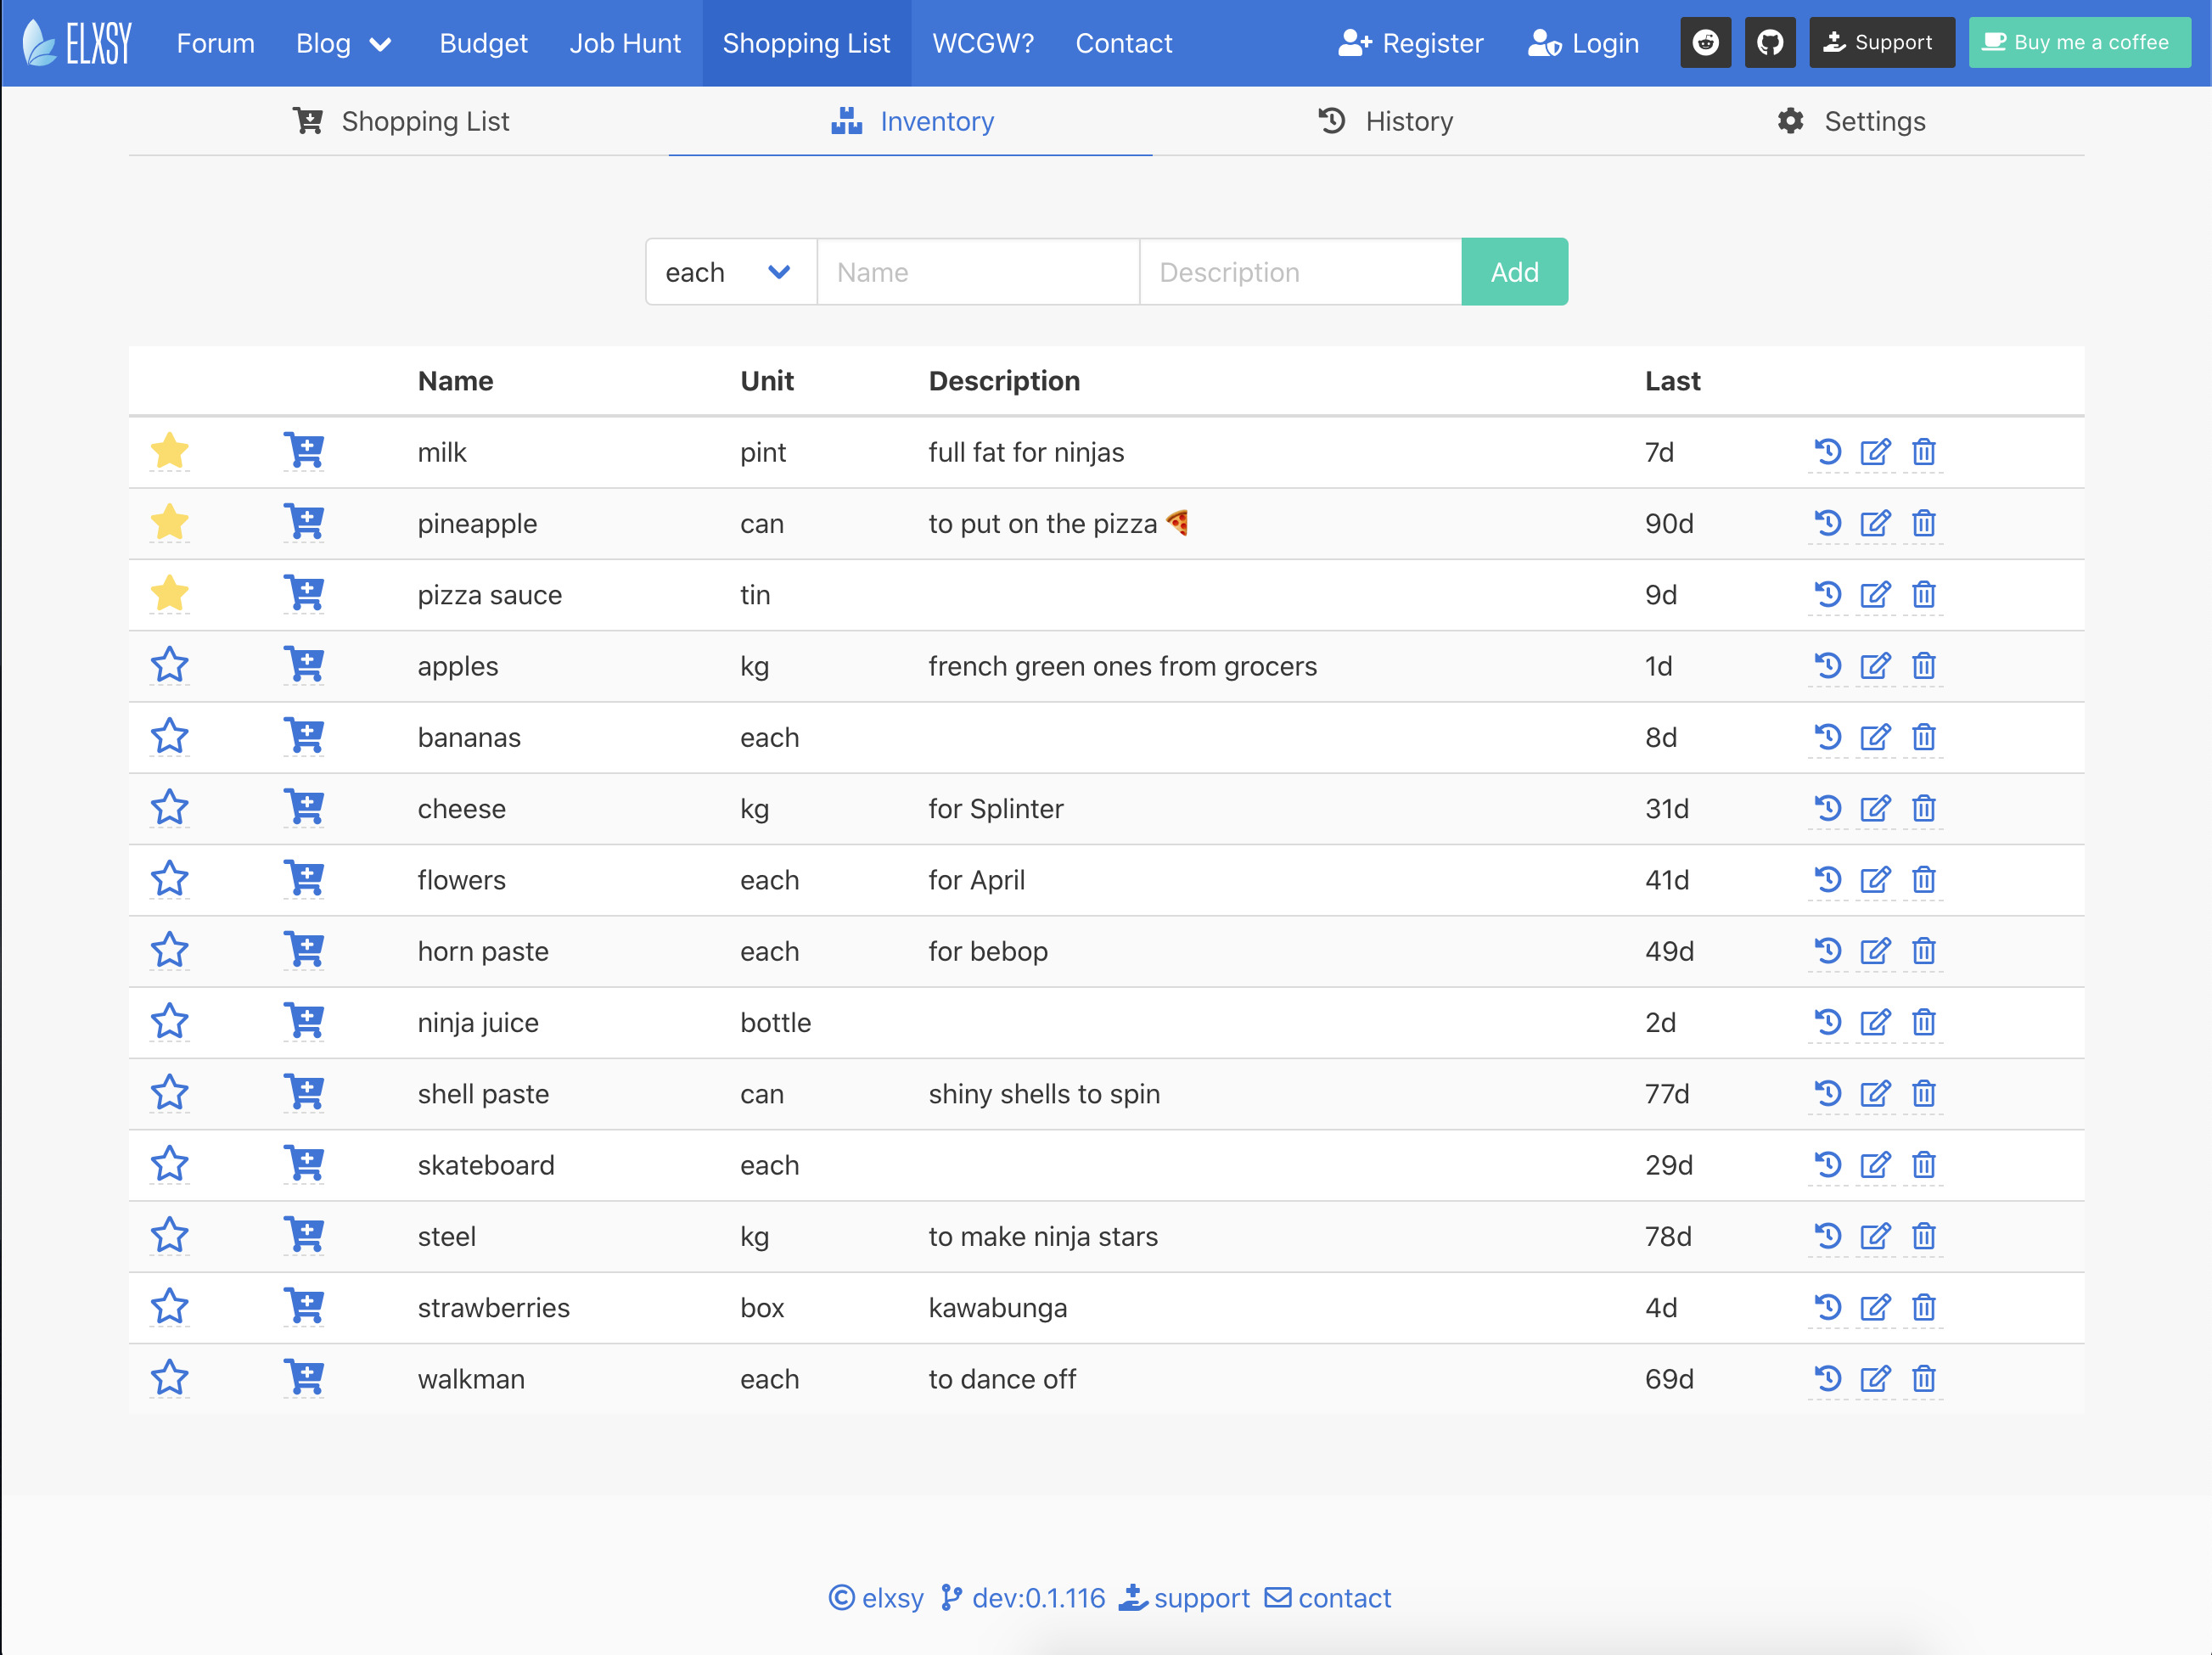 ELXSY Forum Blog Budget Job Hunt Shopping List WCGW? Contact Register Login Support Buy me a coffee
Shopping List Inventory History Settings
each Name Description Add
Name Unit Description Last
milk pint full fat for ninjas 7d
pineapple can to put on the pizza 🍕 90d
pizza sauce tin 9d
apples kg french green ones from grocers 1d
bananas each 8d
cheese kg for Splinter 31d
flowers each for April 41d
horn paste each for bebop 49d
ninja juice bottle 2d
shell paste can shiny shells to spin 77d
skateboard each 29d
steel kg to make ninja stars 78d
strawberries box kawabunga 4d
walkman each to dance off 69d
© elxsy dev:0.1.116 support contact